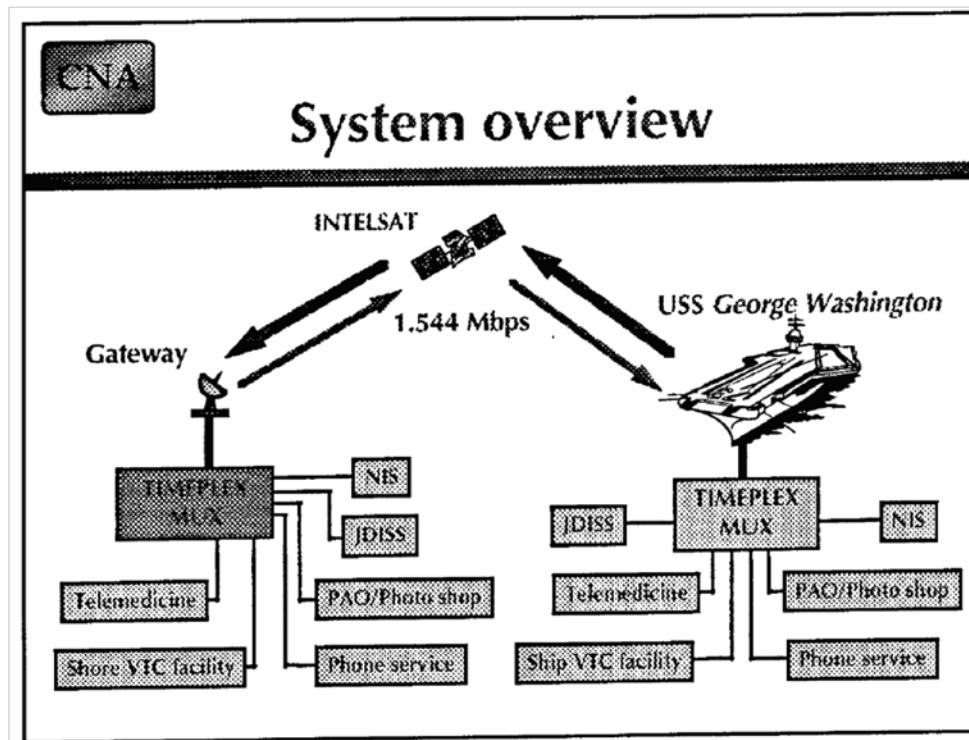 CNA
System overview
INTELSAT
1.544 Mbps
USS George Washington
Gateway
TIMEPLEX
MUX
NIS
JDISS
Telemedicine
PAO/Photo shop
Shore VTC facility
Phone service
TIMEPLEX
MUX
JDISS
NIS
Telemedicine
PAO/Photo shop
Ship VTC facility
Phone service